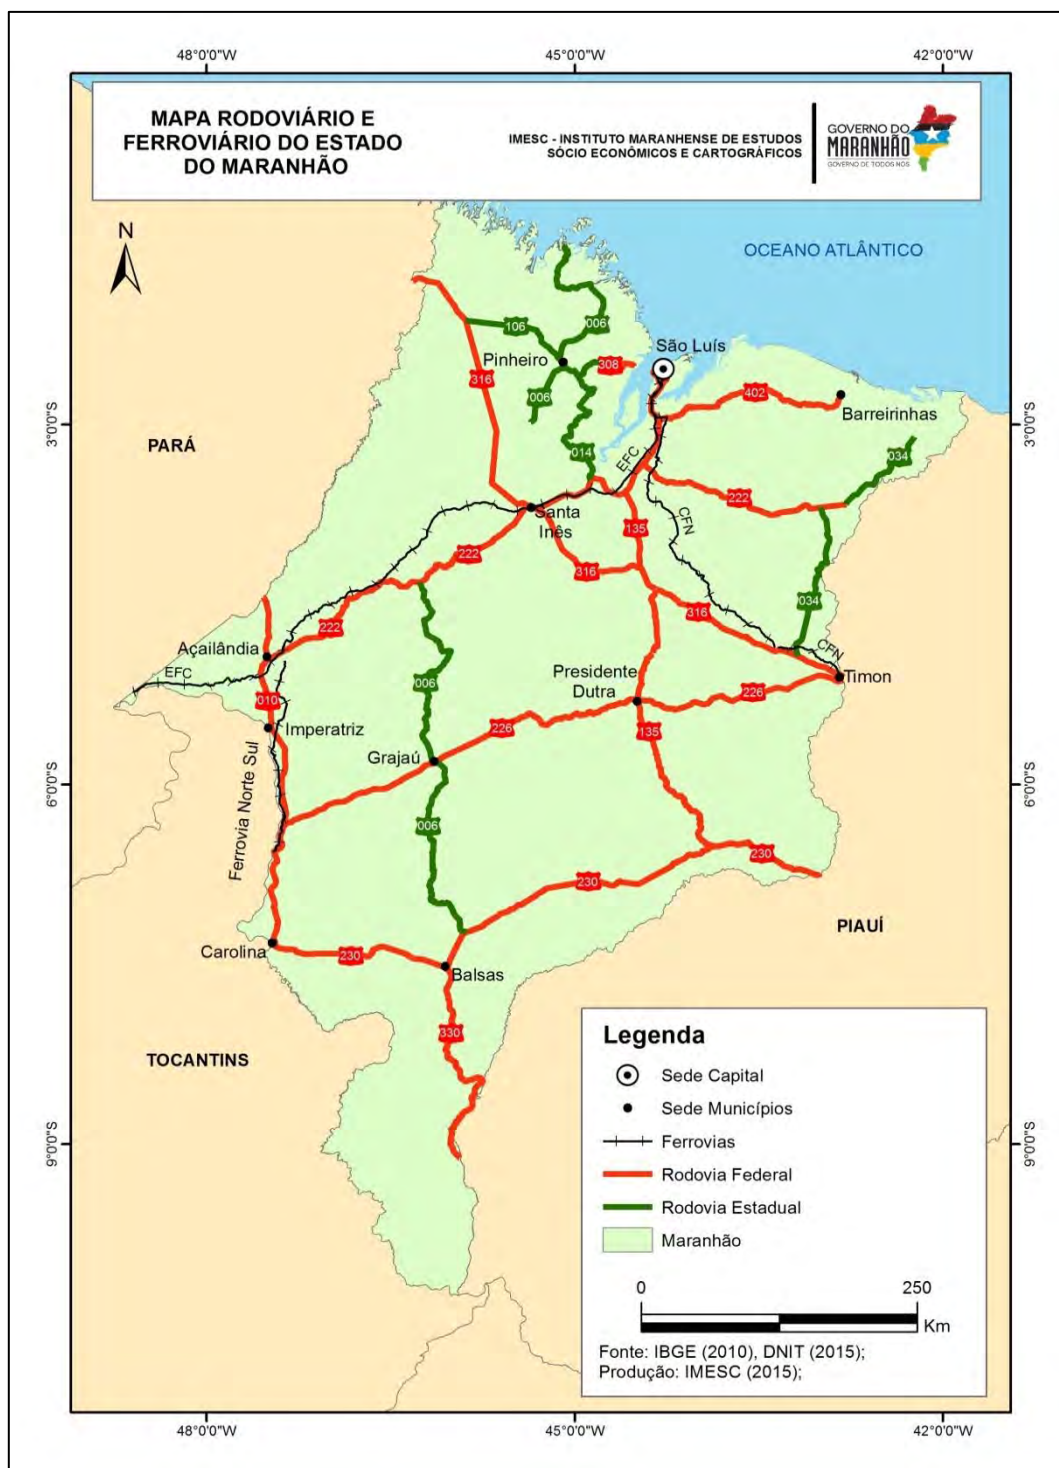 48°0'0"W
45°0'0"W
42°0'0"W
MAPA RODOVIÁRIO E
FERROVIÁRIO DO ESTADO
DO MARANHÃO
IMESC - INSTITUTO MARANHENSE DE ESTUDOS
SÓCIO ECONÔMICOS E CARTOGRÁFICOS
GOVERNO DO
MARANHÃO
GOVERNO DE TODOS NÓS
N
OCEANO ATLÂNTICO
106
006
Pinheiro
308
São Luís
316
006
402
Barreirinhas
3°0'0"S
3°0'0"S
PARÁ
014
EFC
034
222
Santa
Inês
135
CFN
222
316
316
034
222
Açailândia
EFC
CFN
Timon
010
006
Presidente
Dutra
226
Imperatriz
226
135
Grajaú
Ferrovia Norte Sul
6°0'0"S
6°0'0"S
006
230
230
PIAUÍ
Carolina
230
Balsas
330
TOCANTINS
9°0'0"S
9°0'0"S
Legenda
Sede Capital
Sede Municípios
Ferrovias
Rodovia Federal
Rodovia Estadual
Maranhão
0
250
Km
Fonte: IBGE (2010), DNIT (2015);
Produção: IMESC (2015);
48°0'0"W
45°0'0"W
42°0'0"W